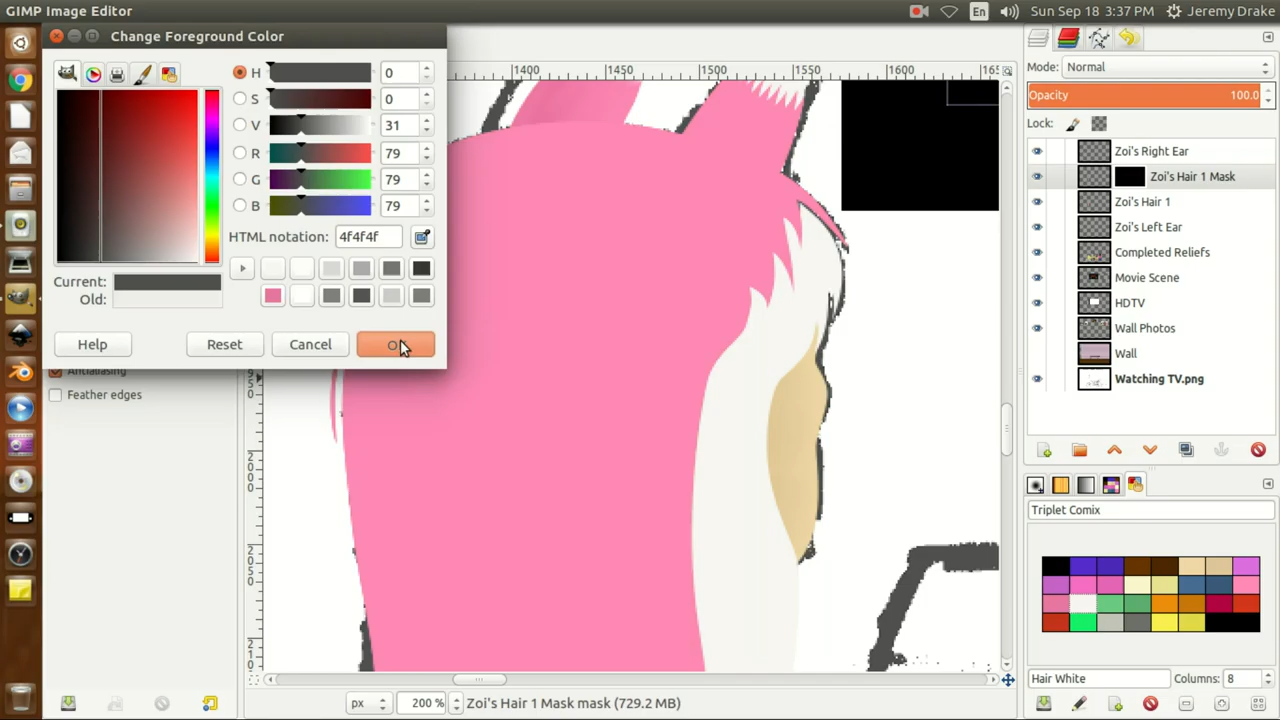 GIMP Image Editor
En
Sun Sep 18 3:37 PM
Jeremy Drake
Change Foreground Color
H 0
S 0
V 31
R 79
G 79
B 79
HTML notation: 4f4f4f
Current:
Old:
Help
Reset
Cancel
Antialiasing
Feather edges
1400
1450
1500
1550
1600
Mode: Normal
Opacity 100.0
Lock:
Zoi's Right Ear
Zoi's Hair 1 Mask
Zoi's Hair 1
Zoi's Left Ear
Completed Reliefs
Movie Scene
HDTV
Wall Photos
Wall
Watching TV.png
Triplet Comix
Hair White
Columns: 8
px
200 %
Zoi's Hair 1 Mask mask (729.2 MB)